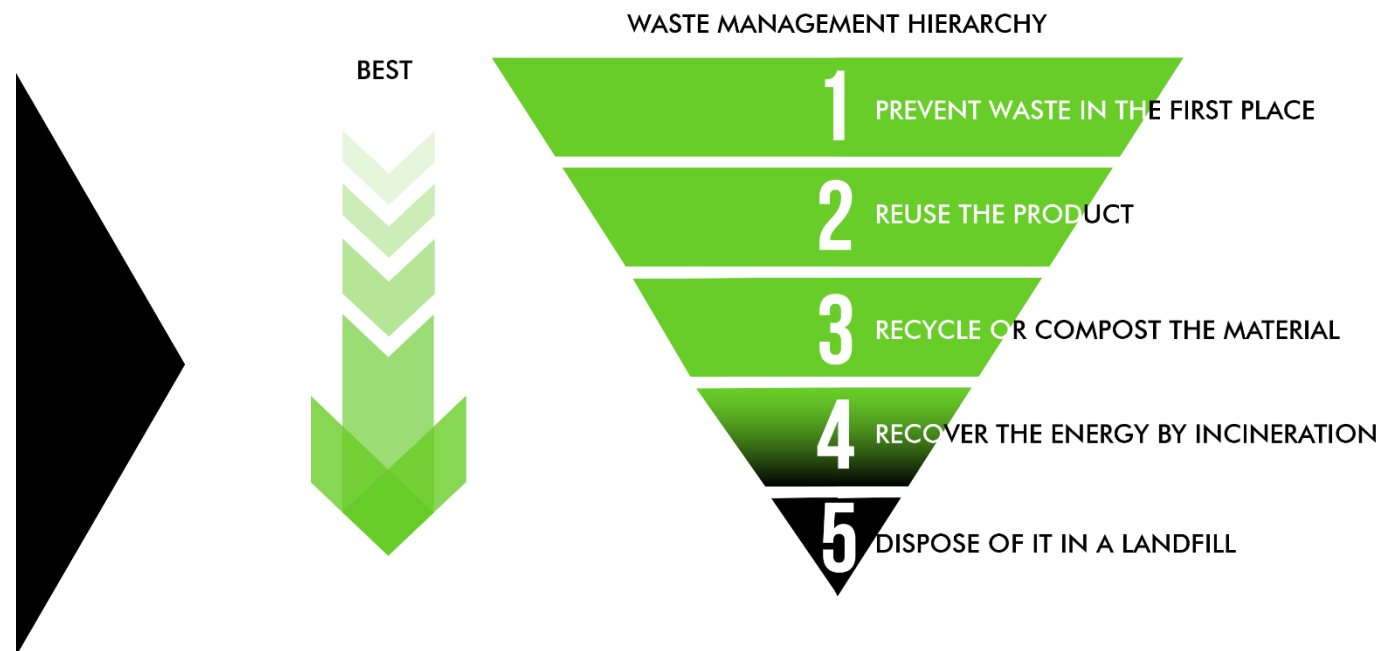 WASTE MANAGEMENT HIERARCHY
BEST
1 PREVENT WASTE IN THE FIRST PLACE
2 REUSE THE PRODUCT
3 RECYCLE OR COMPOST THE MATERIAL
4 RECOVER THE ENERGY BY INCINERATION
5 DISPOSE OF IT IN A LANDFILL